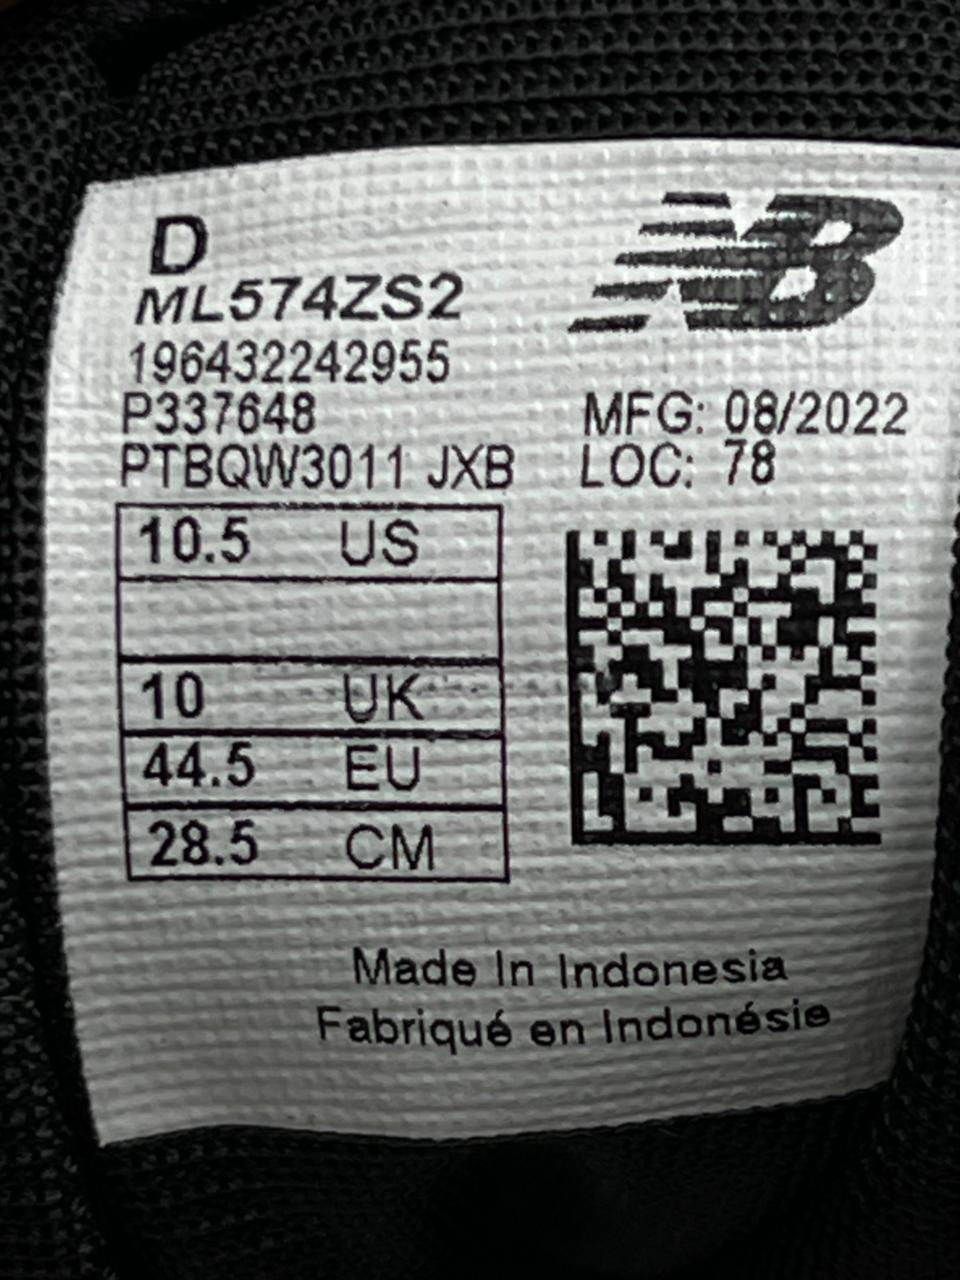 D
NB
ML574ZS2
196432242955
P337648
MFG: 08/2022
PTBQW3011 JXB
LOC: 78
10.5 US
10 UK
44.5 EU
28.5 CM
Made In Indonesia
Fabriqué en Indonésie